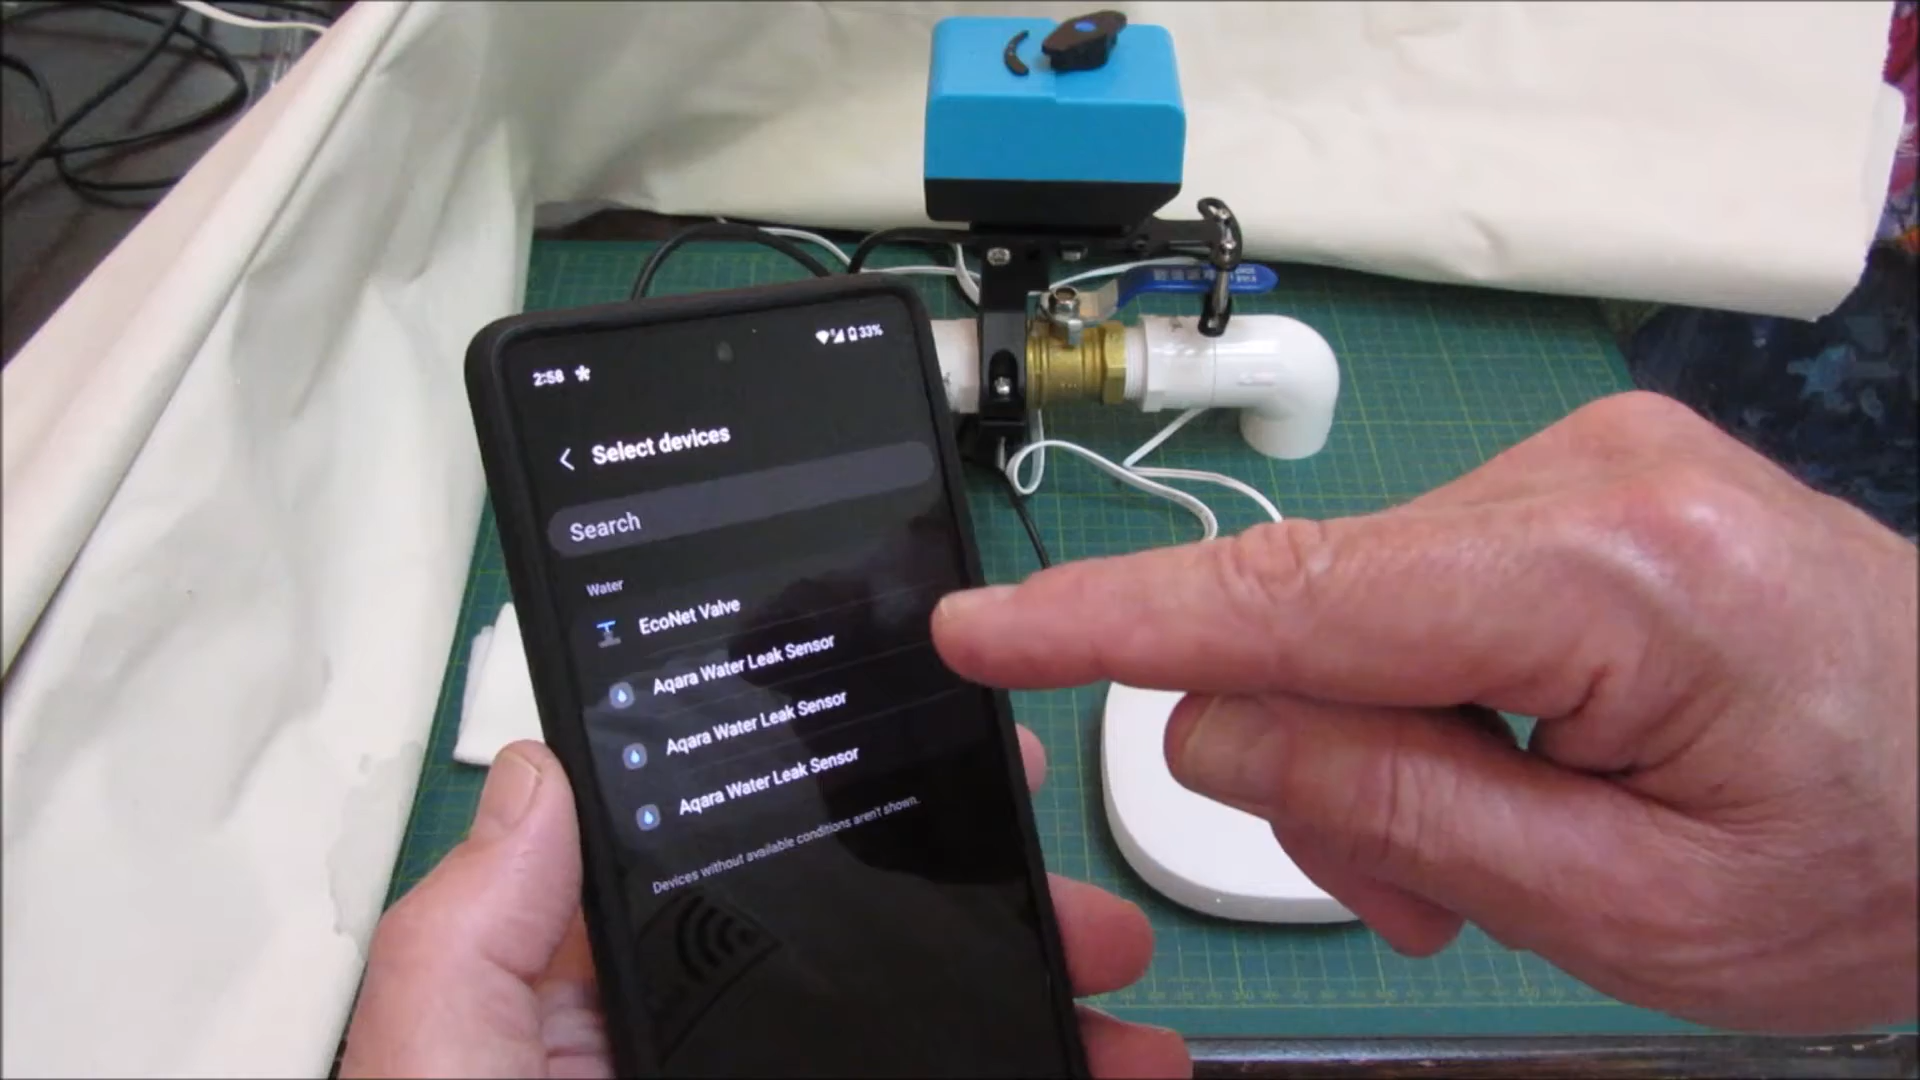 2:58 * 33%
Select devices
Search
Water
EcoNet Valve
Aqara Water Leak Sensor
Aqara Water Leak Sensor
Aqara Water Leak Sensor
Devices without available conditions aren't shown.